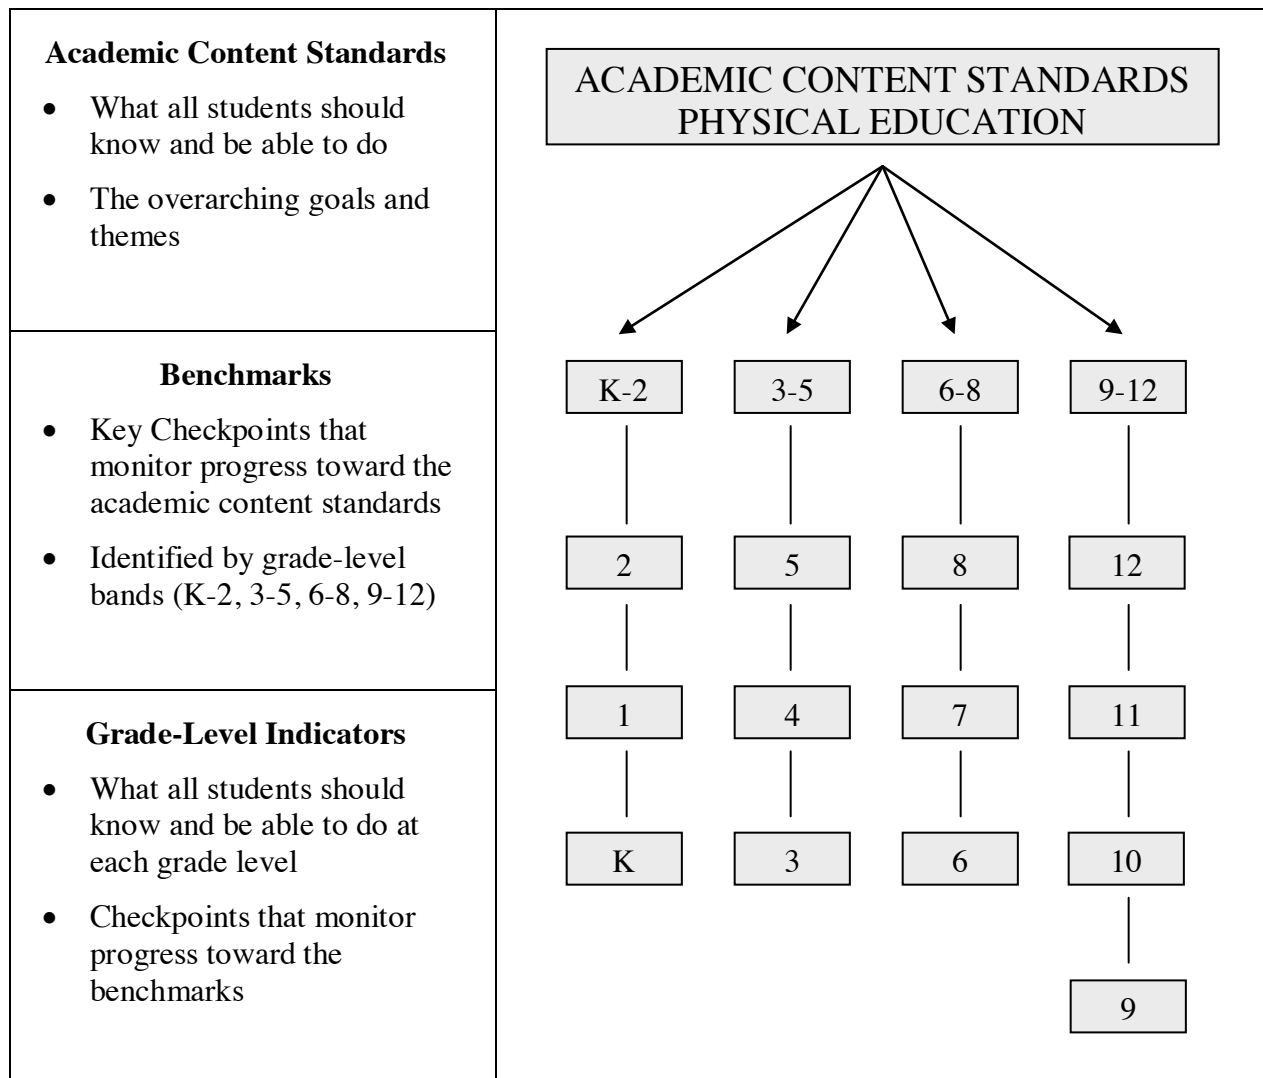 Academic Content Standards
• What all students should
know and be able to do
• The overarching goals and
themes
Benchmarks
• Key Checkpoints that
monitor progress toward the
academic content standards
• Identified by grade-level
bands (K-2, 3-5, 6-8, 9-12)
Grade-Level Indicators
• What all students should
know and be able to do at
each grade level
• Checkpoints that monitor
progress toward the
benchmarks
ACADEMIC CONTENT STANDARDS
PHYSICAL EDUCATION
K-2 3-5 6-8 9-12
2 5 8 12
1 4 7 11
K 3 6 10
9